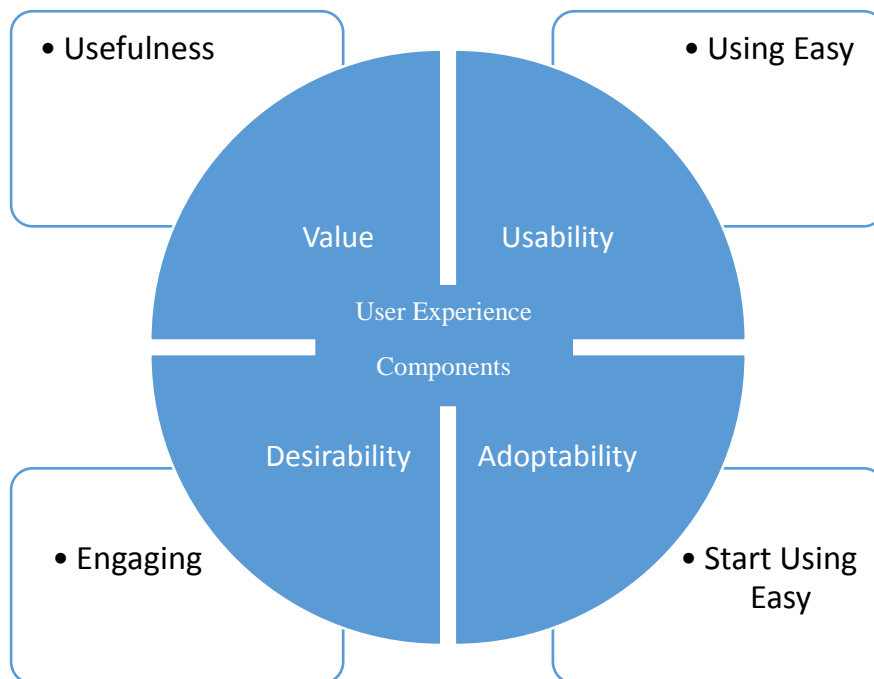 • Usefulness
• Using Easy
Value
Usability
User Experience
Components
Desirability
Adoptability
• Engaging
• Start Using
Easy